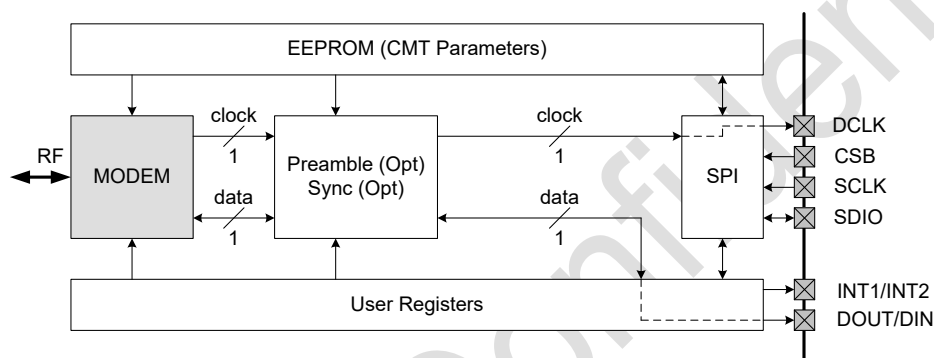 EEPROM (CMT Parameters)
RF
MODEM
clock
1
data
1
Preamble (Opt)
Sync (Opt)
clock
1
data
1
SPI
DCLK
CSB
SCLK
SDIO
User Registers
INT1/INT2
DOUT/DIN